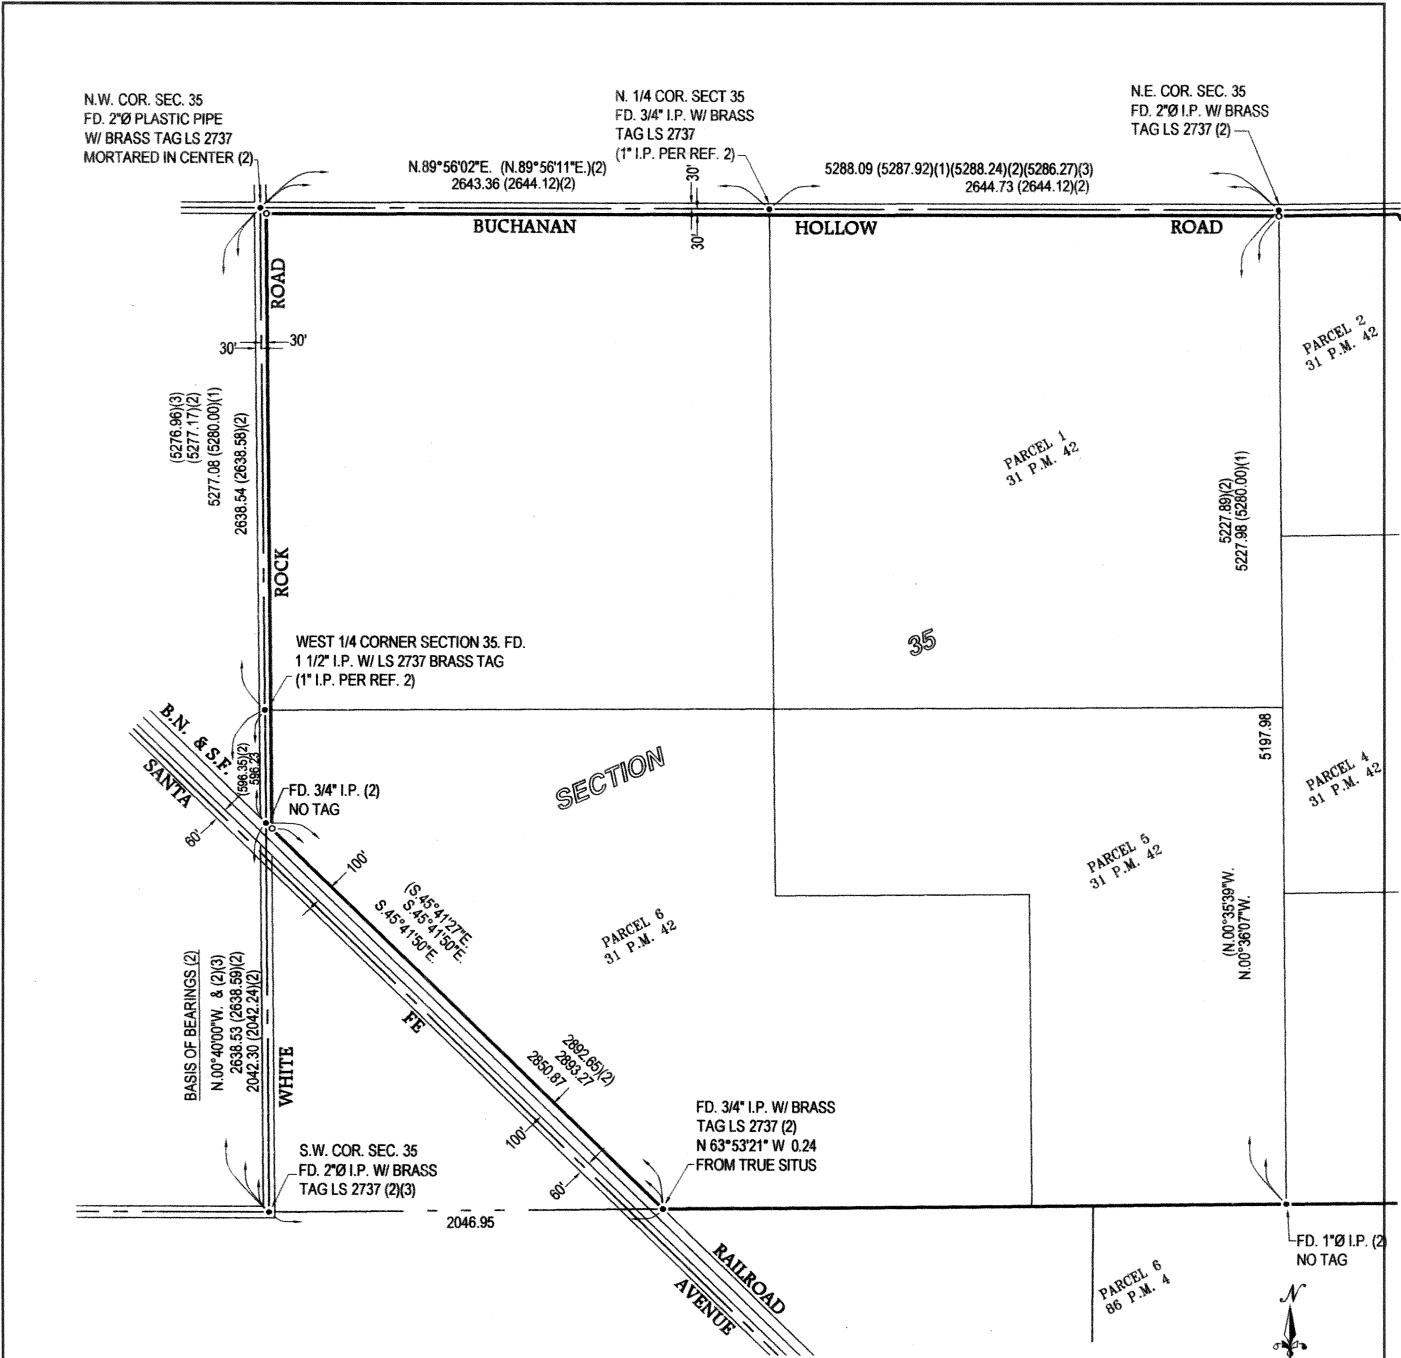 N.W. COR. SEC. 35
FD. 2"Ø PLASTIC PIPE
W/ BRASS TAG LS 2737
MORTARED IN CENTER (2)
N. 1/4 COR. SECT 35
FD. 3/4" I.P. W/ BRASS
TAG LS 2737
(1" I.P. PER REF. 2)
N.E. COR. SEC. 35
FD. 2"Ø I.P. W/ BRASS
TAG LS 2737 (2)
N.89°56'02"E. (N.89°56'11"E.)(2)
2643.36 (2644.12)(2)
30'
30'
5288.09 (5287.92)(1)(5288.24)(2)(5286.27)(3)
2644.73 (2644.12)(2)
BUCHANAN
HOLLOW
ROAD
ROAD
30'
30'
PARCEL 2
31 P.M. 42
(5276.96)(3)
(5277.17)(2)
5277.08 (5280.00)(1)
2638.54 (2638.58)(2)
PARCEL 1
31 P.M. 42
5227.89)(2)
5227.98 (5280.00)(1)
ROCK
35
WEST 1/4 CORNER SECTION 35. FD.
1 1/2" I.P. W/ LS 2737 BRASS TAG
(1" I.P. PER REF. 2)
B.N. & S.F.
SANTA
(596.35)(2)
596.23
SECTION
5197.98
PARCEL 4
31 P.M. 42
FD. 3/4" I.P. (2)
NO TAG
60'
100'
PARCEL 5
31 P.M. 42
(S.45°41'27"E.
S.45°41'50"E.
S.45°41'50"E.
PARCEL 6
31 P.M. 42
(N.00°35'39"W.
N.00°36'07"W.
BASIS OF BEARINGS (2)
N.00°40'00"W. & (2)(3)
2638.53 (2638.59)(2)
2042.30 (2042.24)(2)
FE
WHITE
2892.65)(2)
2893.27
2850.87
100'
60'
FD. 3/4" I.P. W/ BRASS
TAG LS 2737 (2)
N 63°53'21" W 0.24
FROM TRUE SITUS
S.W. COR. SEC. 35
FD. 2"Ø I.P. W/ BRASS
TAG LS 2737 (2)(3)
2046.95
RAILROAD
AVENUE
PARCEL 6
86 P.M. 4
FD. 1"Ø I.P. (2
NO TAG
N